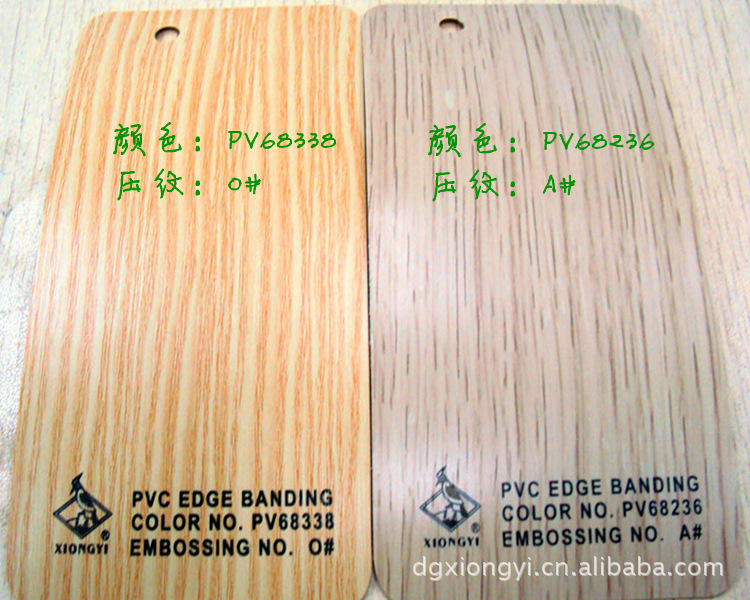 颜色：PV68338
压纹：O#
颜色：PV68236
压纹：A#
XIONGYI ®
PVC EDGE BANDING
COLOR NO. PV68338
EMBOSSING NO. O#
XIONGYI ®
PVC EDGE BANDING
COLOR NO. PV68236
EMBOSSING NO. A#
dgxiongyi.cn.alibaba.com